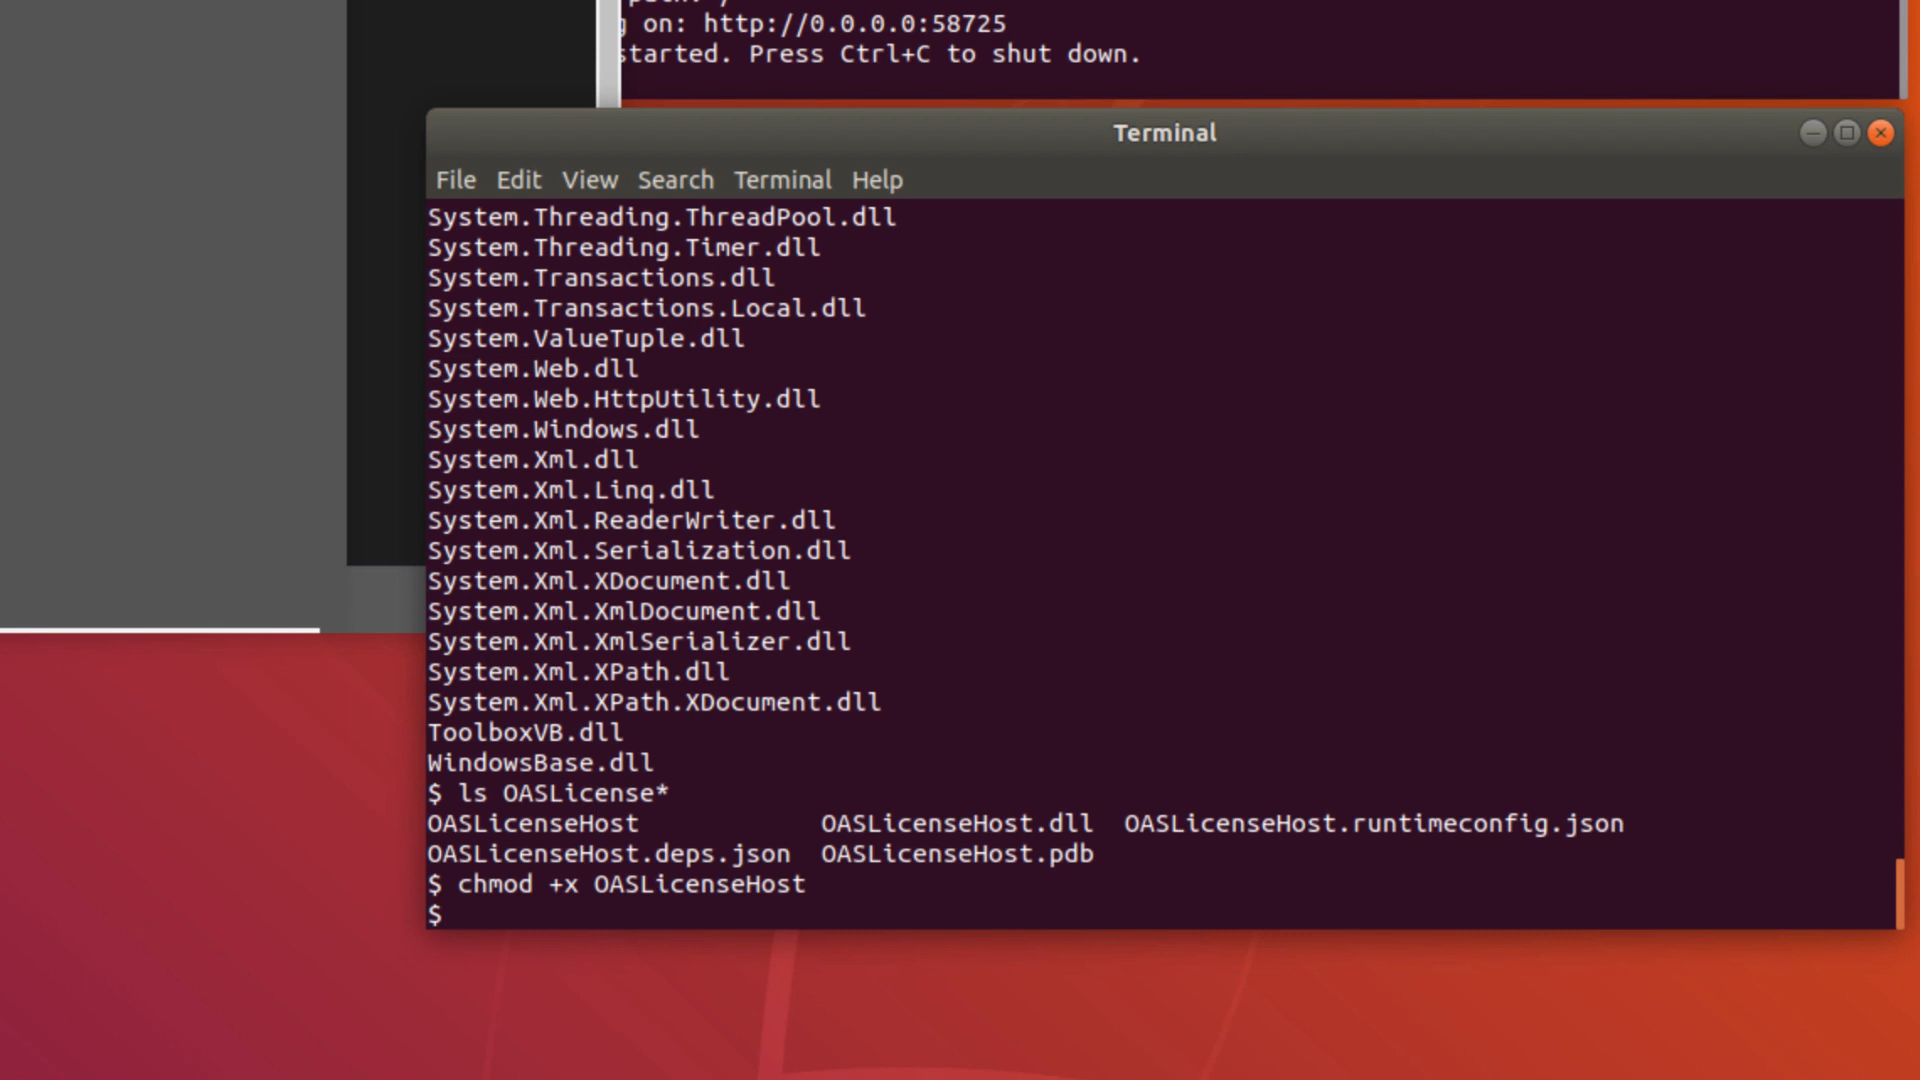 on: http://0.0.0.0:58725
started. Press Ctrl+C to shut down.
Terminal
File Edit View Search Terminal Help
System.Threading.ThreadPool.dll
System.Threading.Timer.dll
System.Transactions.dll
System.Transactions.Local.dll
System.ValueTuple.dll
System.Web.dll
System.Web.HttpUtility.dll
System.Windows.dll
System.Xml.dll
System.Xml.Linq.dll
System.Xml.ReaderWriter.dll
System.Xml.Serialization.dll
System.Xml.XDocument.dll
System.Xml.XmlDocument.dll
System.Xml.XmlSerializer.dll
System.Xml.XPath.dll
System.Xml.XPath.XDocument.dll
ToolboxVB.dll
WindowsBase.dll
$ ls OASLicense*
OASLicenseHost OASLicenseHost.dll OASLicenseHost.runtimeconfig.json
OASLicenseHost.deps.json OASLicenseHost.pdb
$ chmod +x OASLicenseHost
$